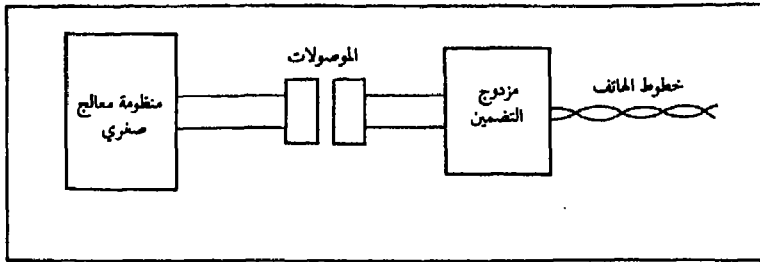 الموصولات
خطوط الهاتف
مزدوج
التضمين
منظومة معالج
صغري